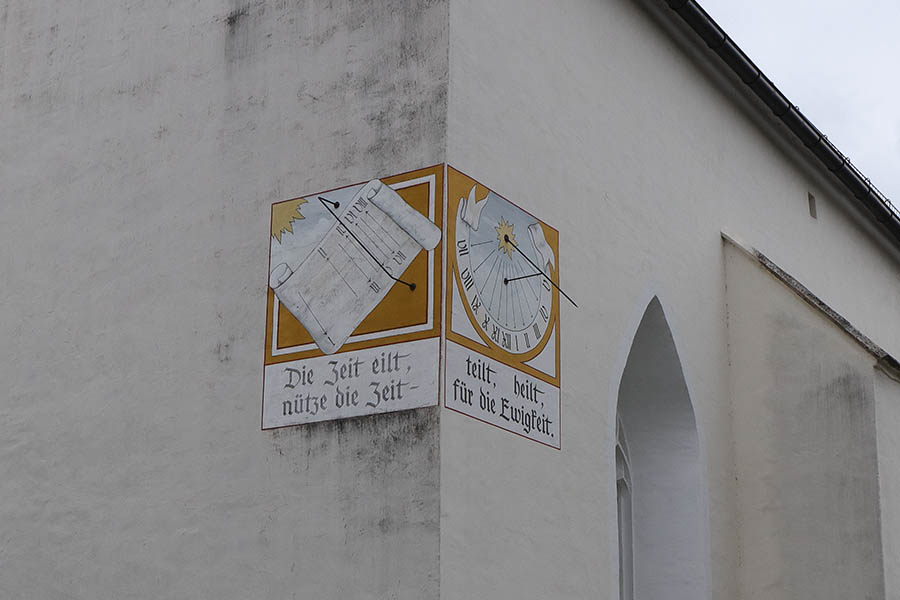 Die Zeit eilt, teilt, heilt,
nütze die Zeit- für die Ewigkeit.